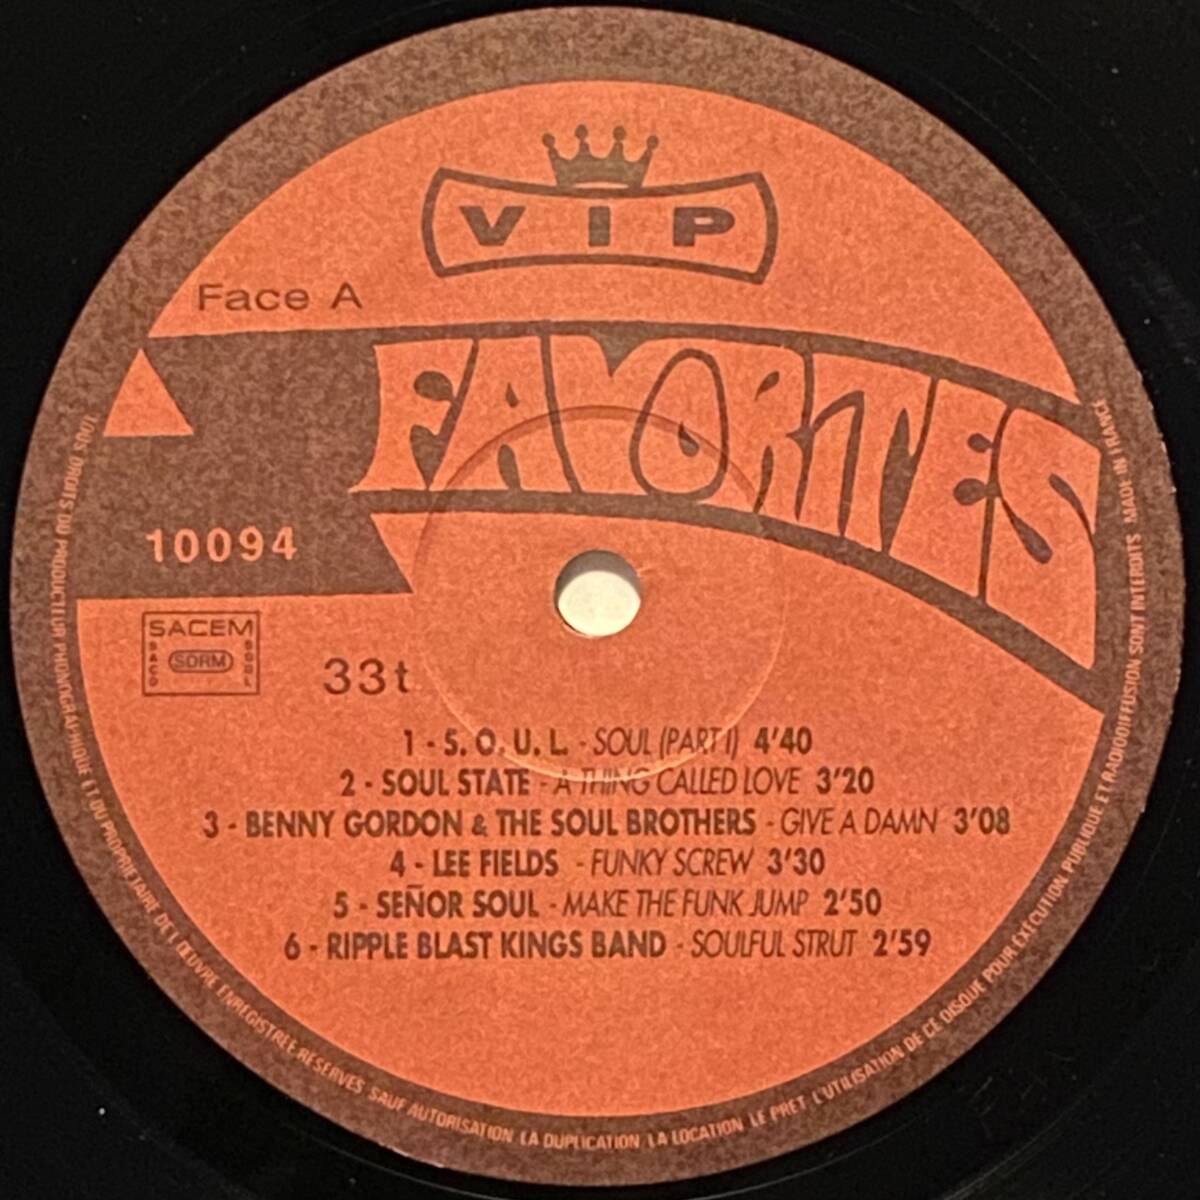 VIP
Face A
FAVORITES
10094
SACEM
SACD SDRM SGDL
33t
1 - S. O. U. L. - SOUL (PART I) 4'40
2 - SOUL STATE - A THING CALLED LOVE 3'20
3 - BENNY GORDON & THE SOUL BROTHERS - GIVE A DAMN 3'08
4 - LEE FIELDS - FUNKY SCREW 3'30
5 - SEÑOR SOUL - MAKE THE FUNK JUMP 2'50
6 - RIPPLE BLAST KINGS BAND - SOULFUL STRUT 2'59
TOUS DROITS DU PRODUCTEUR PHONOGRAPHIQUE ET DU PROPRIETAIRE DE L'ŒUVRE ENREGISTREE RESERVES SAUF AUTORISATION LA DUPLICATION LA LOCATION LE PRET L'UTILISATION DE CE DISQUE POUR EXECUTION PUBLIQUE ET RADIODIFFUSION SONT INTERDITS MADE IN FRANCE